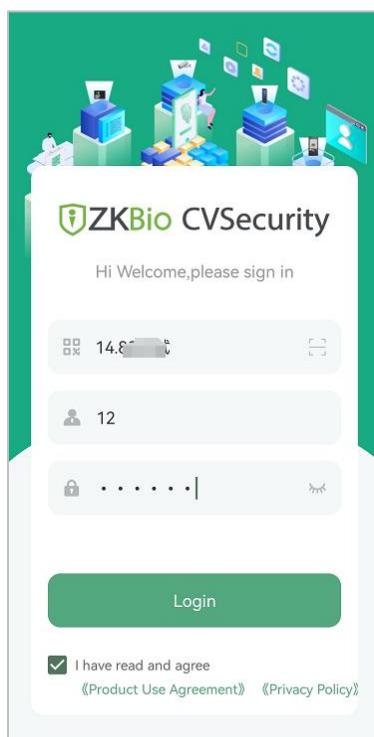 ZKBio CVSecurity
Hi Welcome,please sign in
12
Login
I have read and agree
《Product Use Agreement》 《Privacy Policy》